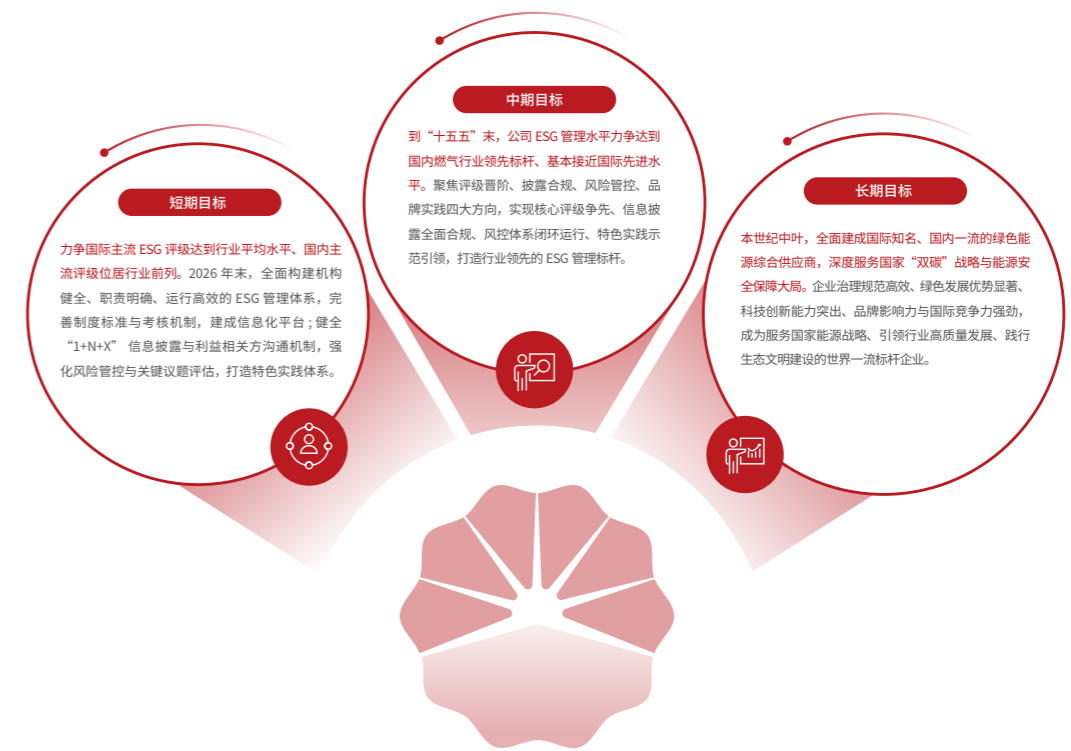 短期目标
力争国际主流 ESG 评级达到行业平均水平、国内主
流评级位居行业前列。2026 年末，全面构建机构
健全、职责明确、运行高效的 ESG 管理体系，完
善制度标准与考核机制，建成信息化平台 ; 健全
“1+N+X” 信息披露与利益相关方沟通机制，强
化风险管控与关键议题评估，打造特色实践体系。
中期目标
到“十五五”末，公司 ESG 管理水平力争达到
国内燃气行业领先标杆、基本接近国际先进水
平。聚焦评级晋阶、披露合规、风险管控、品
牌实践四大方向，实现核心评级争先、信息披
露全面合规、风控体系闭环运行、特色实践示
范引领，打造行业领先的 ESG 管理标杆。
长期目标
本世纪中叶，全面建成国际知名、国内一流的绿色能
源综合供应商，深度服务国家“双碳”战略与能源安
全保障大局。企业治理规范高效、绿色发展优势显著、
科技创新能力突出、品牌影响力与国际竞争力强劲，
成为服务国家能源战略、引领行业高质量发展、践行
生态文明建设的世界一流标杆企业。